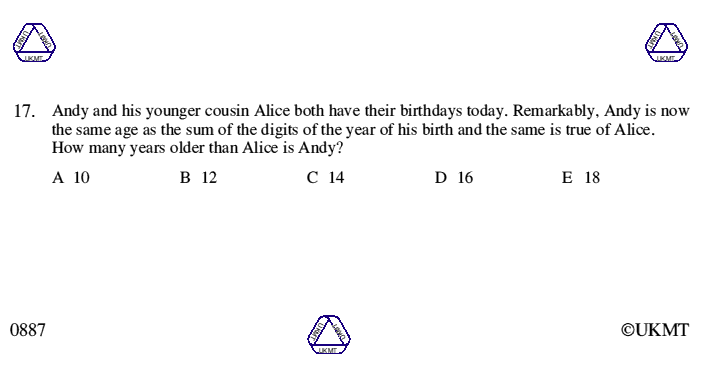 UKMT UKMT UKMT
UKMT UKMT UKMT
17. Andy and his younger cousin Alice both have their birthdays today. Remarkably, Andy is now
the same age as the sum of the digits of the year of his birth and the same is true of Alice.
How many years older than Alice is Andy?
A 10 B 12 C 14 D 16 E 18
0887 UKMT UKMT UKMT ©UKMT